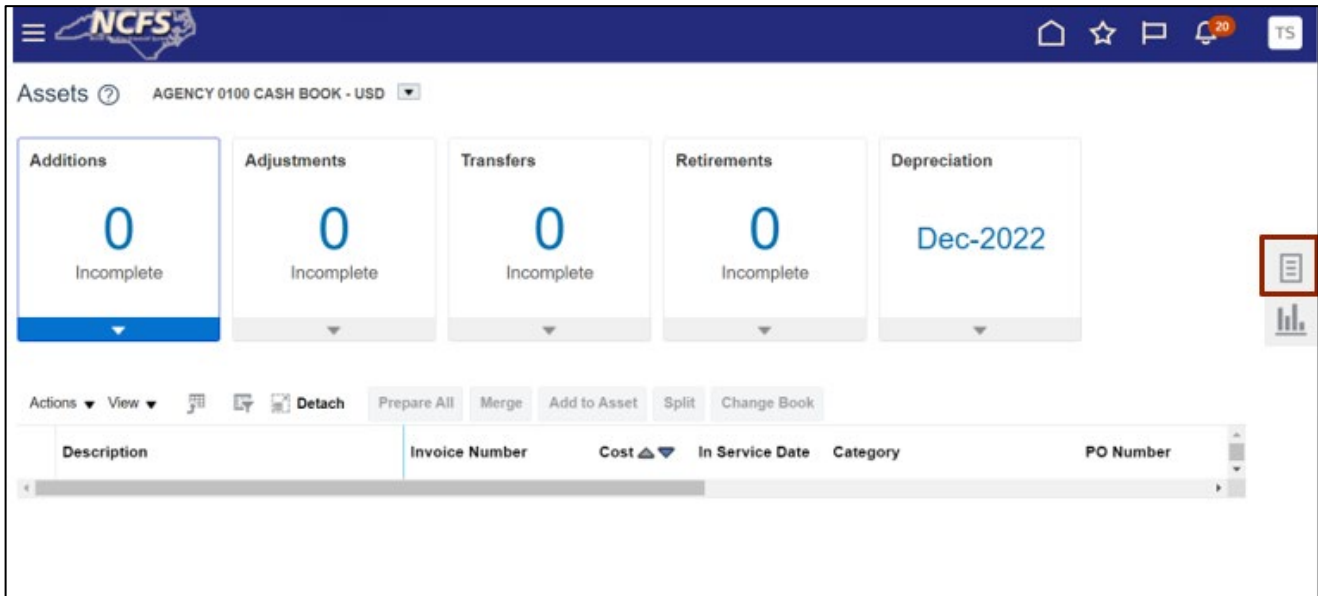 NCFS
20
TS
Assets ? AGENCY 0100 CASH BOOK - USD
Additions Adjustments Transfers Retirements Depreciation
0 0 0 0 Dec-2022
Incomplete Incomplete Incomplete Incomplete
Actions View Detach Prepare All Merge Add to Asset Split Change Book
Description Invoice Number Cost In Service Date Category PO Number